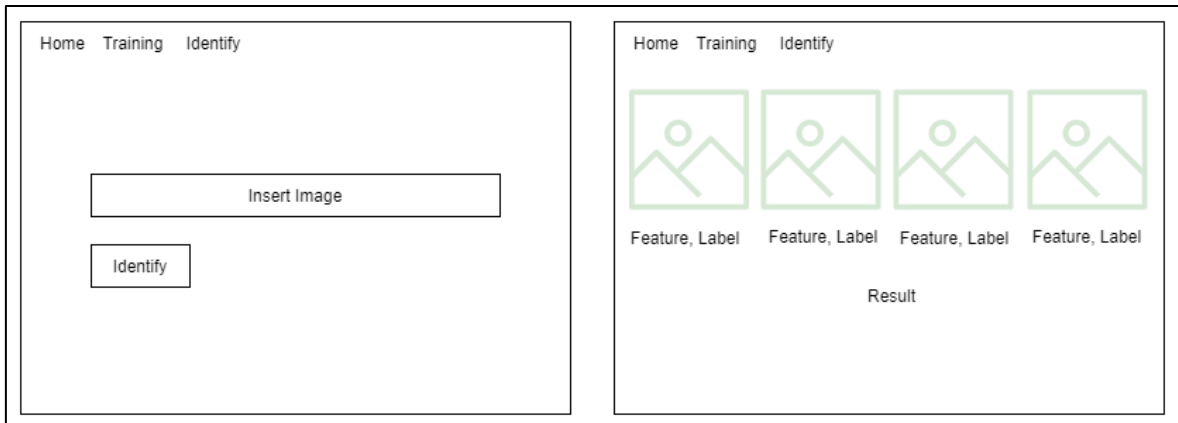 Home Training Identify
Insert Image
Identify
Home Training Identify
Feature, Label Feature, Label Feature, Label Feature, Label
Result